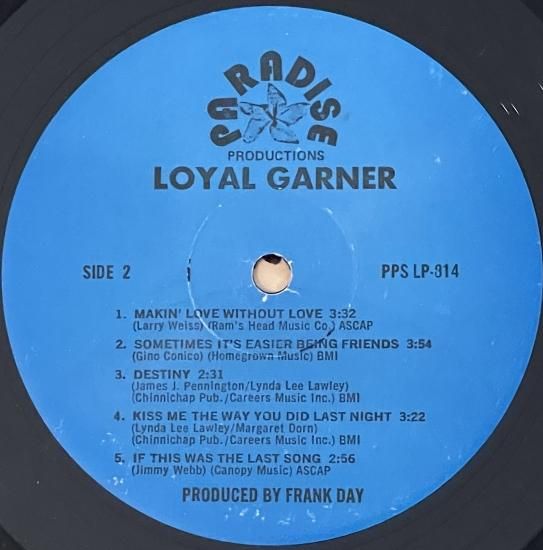 PARADISE
PRODUCTIONS
LOYAL GARNER
SIDE 2
PPS LP-814
1. MAKIN' LOVE WITHOUT LOVE 3:32
(Larry Weiss) (Ram's Head Music Co.) ASCAP
2. SOMETIMES IT'S EASIER BEING FRIENDS 3:54
(Gino Conico) (Homegrown Music) BMI
3. DESTINY 2:31
(James J. Pennington/Lynda Lee Lawley)
(Chinnichap Pub./Careers Music Inc.) BMI
4. KISS ME THE WAY YOU DID LAST NIGHT 3:22
(Lynda Lee Lawley/Margaret Dorn)
(Chinnichap Pub./Careers Music Inc.) BMI
5. IF THIS WAS THE LAST SONG 2:56
(Jimmy Webb) (Canopy Music) ASCAP
PRODUCED BY FRANK DAY